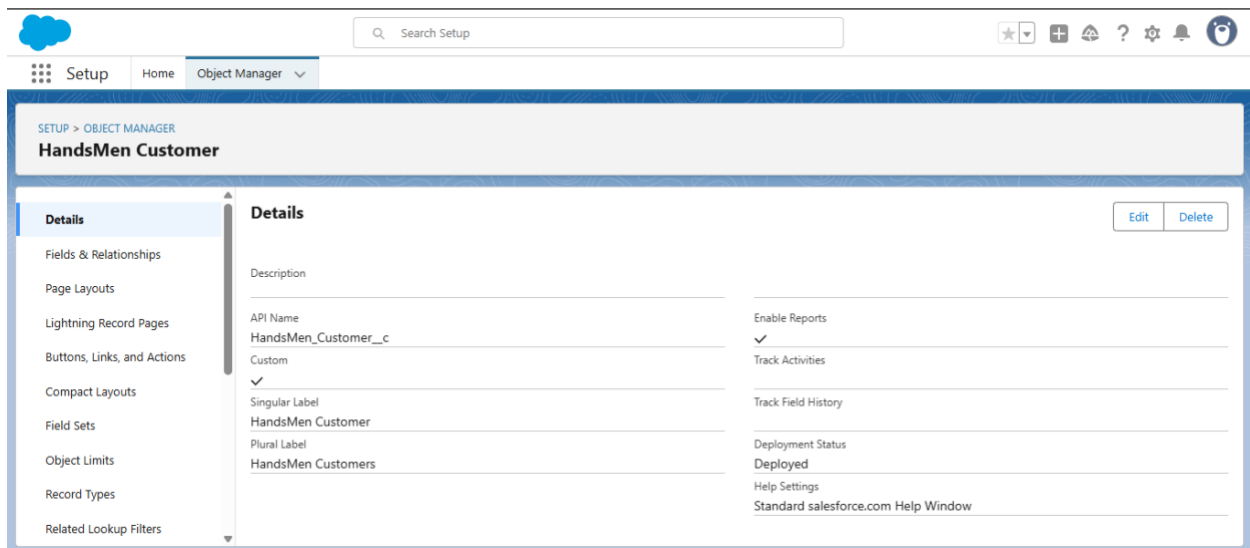 Search Setup
Setup
Home
Object Manager
SETUP > OBJECT MANAGER
HandsMen Customer
Details
Fields & Relationships
Page Layouts
Lightning Record Pages
Buttons, Links, and Actions
Compact Layouts
Field Sets
Object Limits
Record Types
Related Lookup Filters
Details
Edit
Delete
Description
API Name
HandsMen_Customer__c
Custom
Singular Label
HandsMen Customer
Plural Label
HandsMen Customers
Enable Reports
Track Activities
Track Field History
Deployment Status
Deployed
Help Settings
Standard salesforce.com Help Window